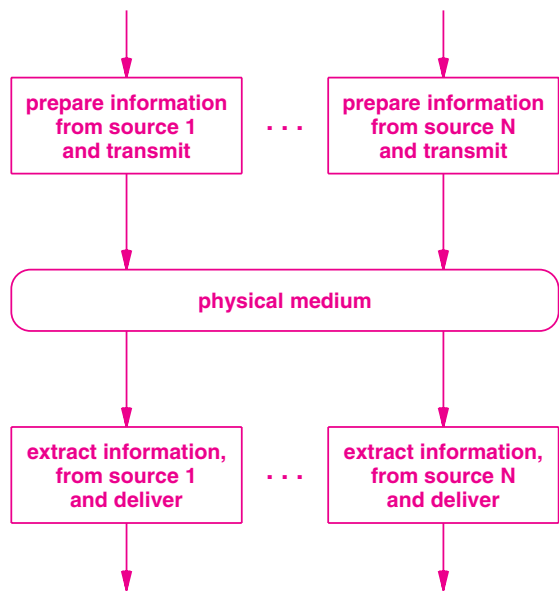 prepare information
from source 1
and transmit
. . .
prepare information
from source N
and transmit
physical medium
extract information,
from source 1
and deliver
. . .
extract information,
from source N
and deliver